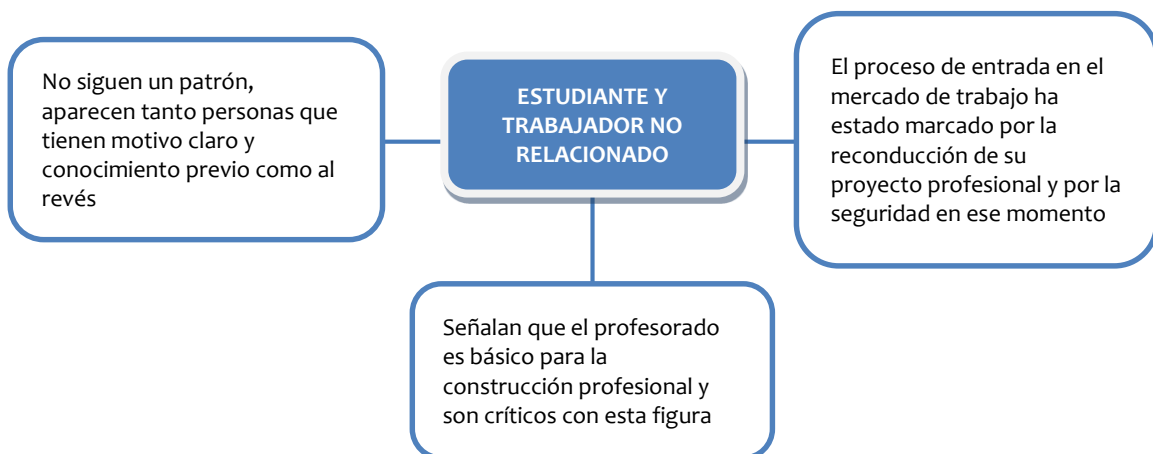 No siguen un patrón,
aparecen tanto personas que
tienen motivo claro y
conocimiento previo como al
revés
ESTUDIANTE Y
TRABAJADOR NO
RELACIONADO
El proceso de entrada en el
mercado de trabajo ha
estado marcado por la
reconducción de su
proyecto profesional y por la
seguridad en ese momento
Señalan que el profesorado
es básico para la
construcción profesional y
son críticos con esta figura